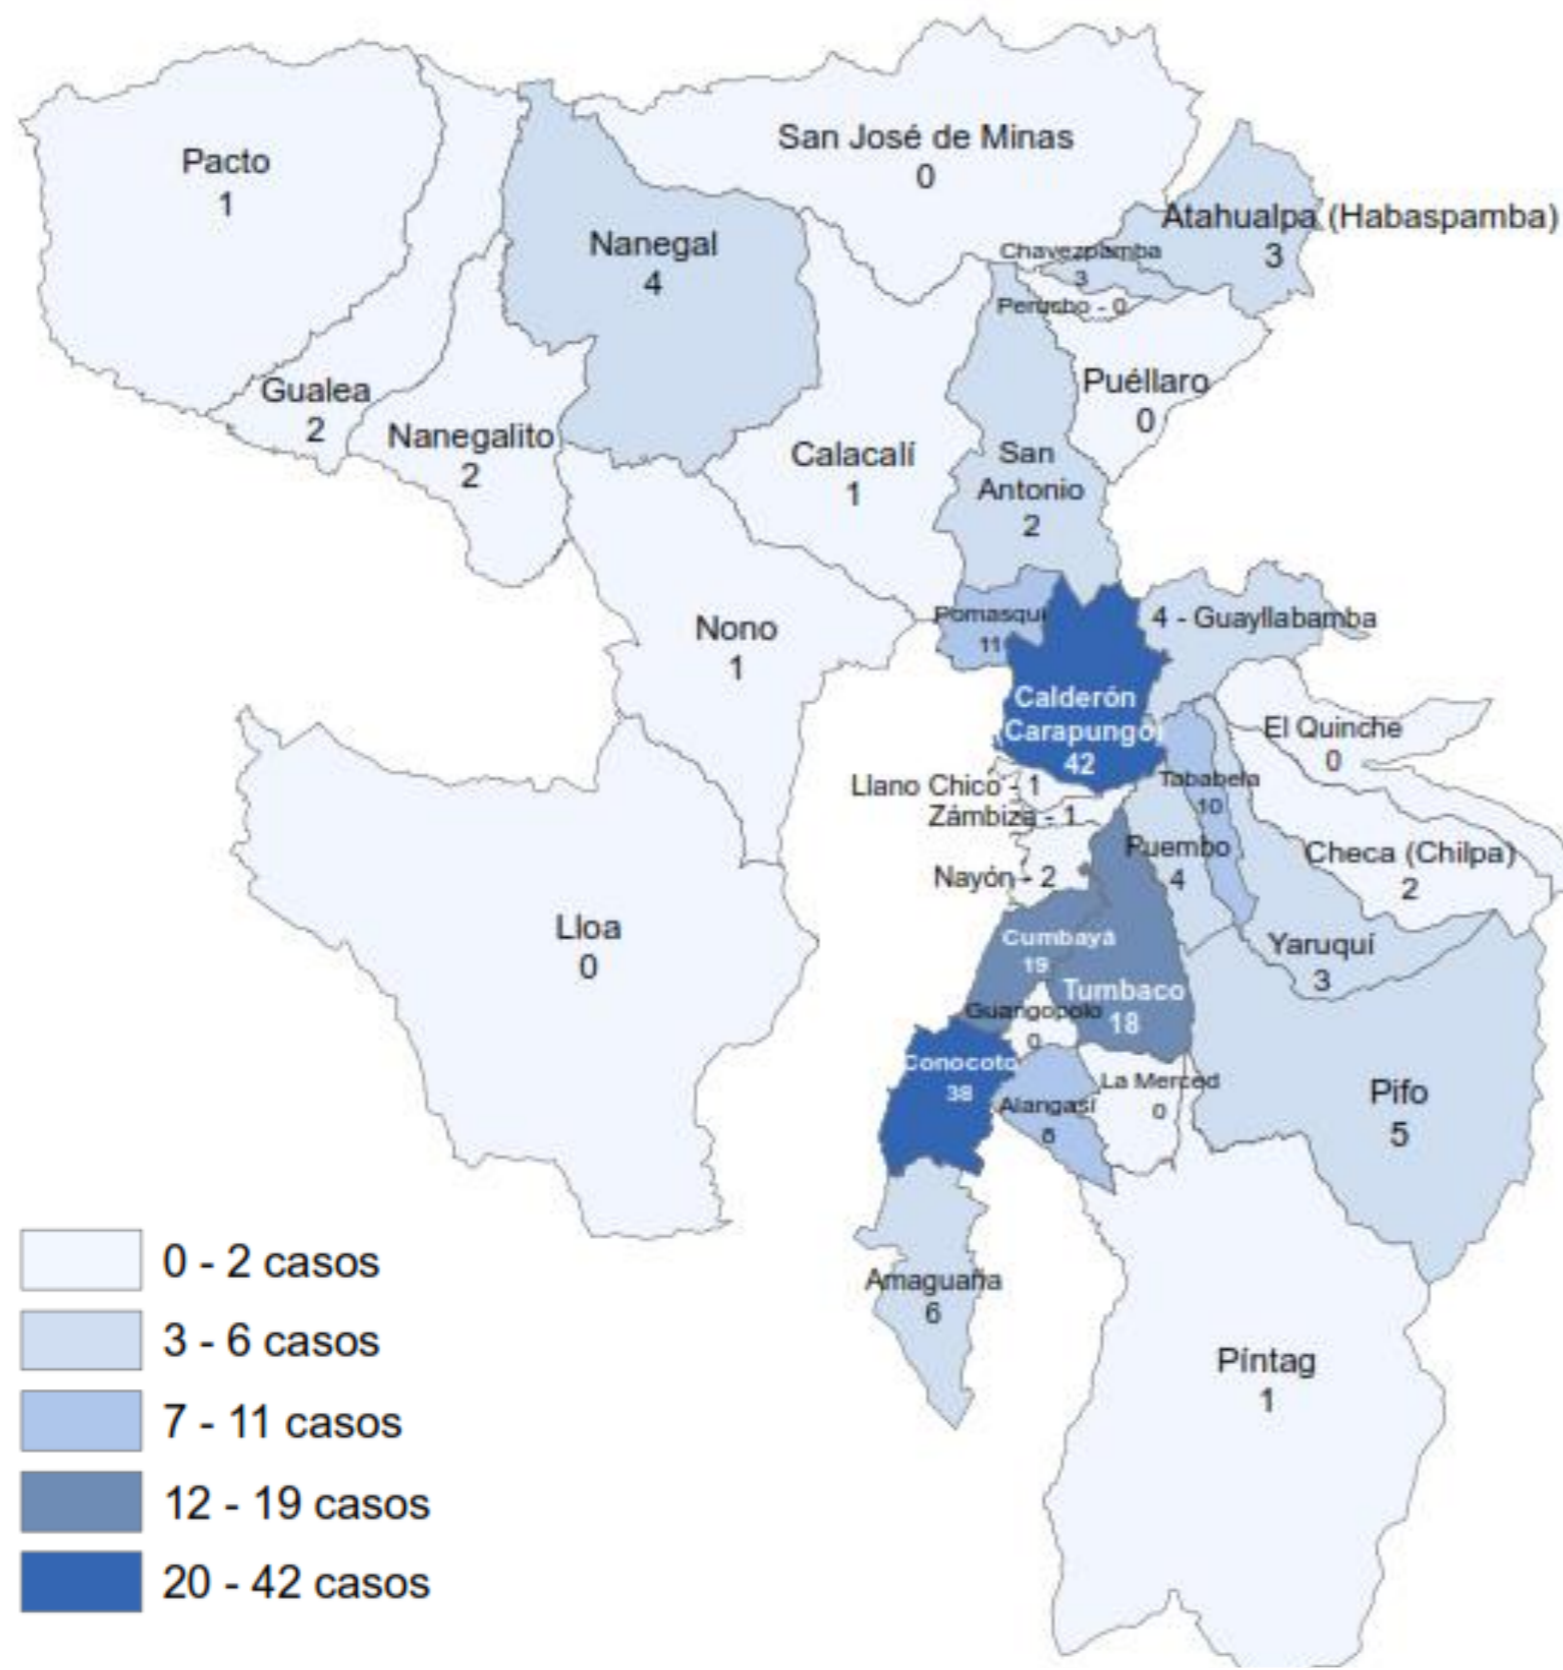 Pacto
1
San José de Minas
0
Atahualpa (Habaspamba)
3
Nanegal
4
Chavezpamba
3
Perucho - 0
Gualea
2
Nanegalito
2
Calacalí
1
San
Antonio
2
Puéllaro
0
Nono
1
Pomasqui
11
4 - Guayllabamba
Calderón
(Carapungo)
42
El Quinche
0
Llano Chico - 1
Zámbiza - 1
Tababela
10
Nayón - 2
Puembo
4
Checa (Chilpa)
2
Lloa
0
Cumbayá
19
Yaruquí
3
Tumbaco
18
Guangopolo
0
Conocoto
38
La Merced
0
Alangasí
Pifo
5
Amaguaña
6
Píntag
1
0 - 2 casos
3 - 6 casos
7 - 11 casos
12 - 19 casos
20 - 42 casos